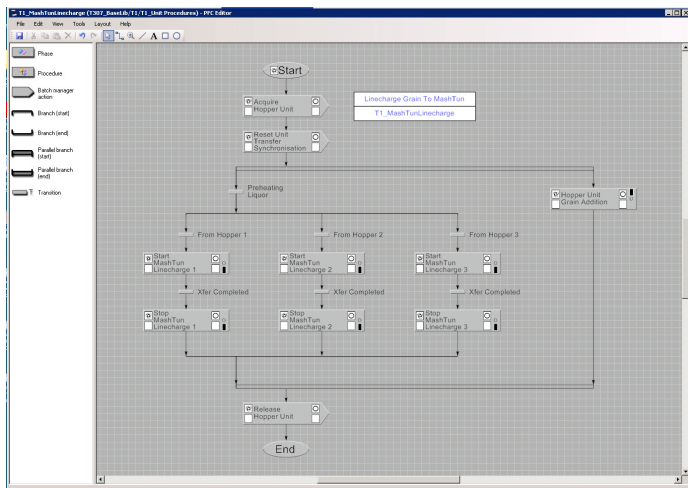 T1_MashTunLinecharge (T307_BaseLib/T1/T1_Unit Procedures) - PFC Editor
File Edit View Tools Layout Help
Phase
Procedure
Batch manager
action
Branch (start)
Branch (end)
Parallel branch
(start)
Parallel branch
(end)
Transition
Start
Linecharge Grain To MashTun
T1_MashTunLinecharge
Acquire
Hopper Unit
Reset Unit
Transfer
Synchronisation
Preheating
Liquor
Hopper Unit
Grain Addition
From Hopper 1
From Hopper 2
From Hopper 3
Start
MashTun
Linecharge 1
Start
MashTun
Linecharge 2
Start
MashTun
Linecharge 3
Xfer Completed
Xfer Completed
Xfer Completed
Stop
MashTun
Linecharge 1
Stop
MashTun
Linecharge 2
Stop
MashTun
Linecharge 3
Release
Hopper Unit
End